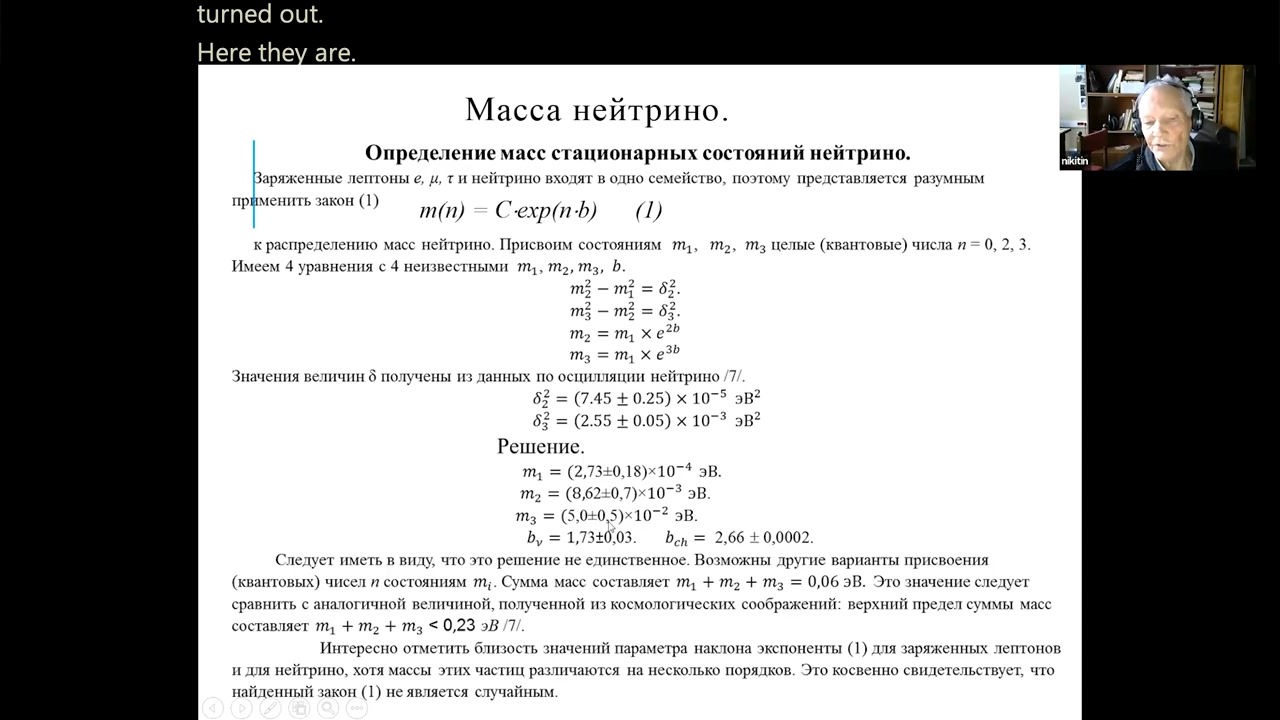 turned out.
Here they are.
nikitin
Масса нейтрино.
Определение масс стационарных состояний нейтрино.
Заряженные лептоны e, μ, τ и нейтрино входят в одно семейство, поэтому представляется разумным
применить закон (1) m(n) = C·exp(n·b) (1)
к распределению масс нейтрино. Присвоим состояниям m₁, m₂, m₃ целые (квантовые) числа n = 0, 2, 3.
Имеем 4 уравнения с 4 неизвестными m₁, m₂, m₃, b.
m₂² − m₁² = δ₂².
m₃² − m₂² = δ₃².
m₂ = m₁ × e²ᵇ
m₃ = m₁ × e³ᵇ
Значения величин δ получены из данных по осцилляции нейтрино /7/.
δ₂² = (7.45 ± 0.25) × 10⁻⁵ эВ²
δ₃² = (2.55 ± 0.05) × 10⁻³ эВ²
Решение.
m₁ = (2,73±0,18)×10⁻⁴ эВ.
m₂ = (8,62±0,7)×10⁻³ эВ.
m₃ = (5,0±0,5)×10⁻² эВ.
b_ν = 1,73±0,03. b_ch = 2,66 ± 0,0002.
Следует иметь в виду, что это решение не единственное. Возможны другие варианты присвоения
(квантовых) чисел n состояниям mᵢ. Сумма масс составляет m₁ + m₂ + m₃ = 0,06 эВ. Это значение следует
сравнить с аналогичной величиной, полученной из космологических соображений: верхний предел суммы масс
составляет m₁ + m₂ + m₃ < 0,23 эВ /7/.
Интересно отметить близость значений параметра наклона экспоненты (1) для заряженных лептонов
и для нейтрино, хотя массы этих частиц различаются на несколько порядков. Это косвенно свидетельствует, что
найденный закон (1) не является случайным.